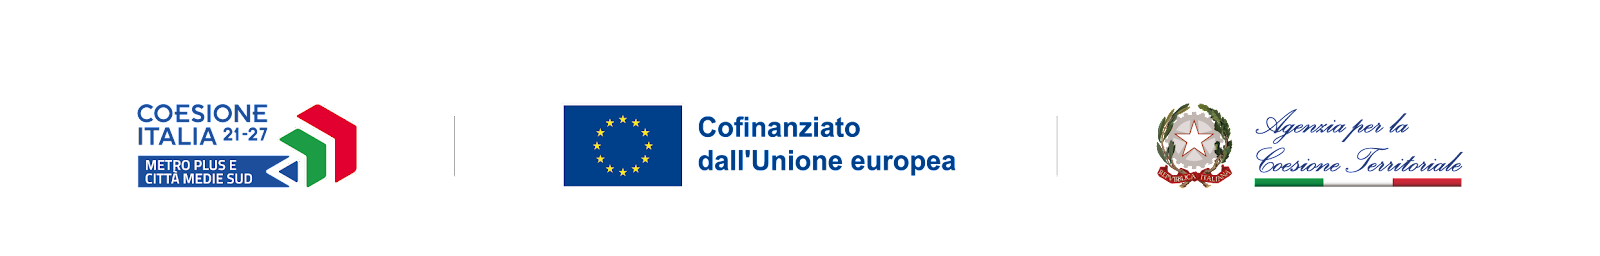 COESIONE
ITALIA 21-27
METRO PLUS E
CITTÀ MEDIE SUD
Cofinanziato
dall'Unione europea
REPVBBLICA ITALIANA
Agenzia per la
Coesione Territoriale